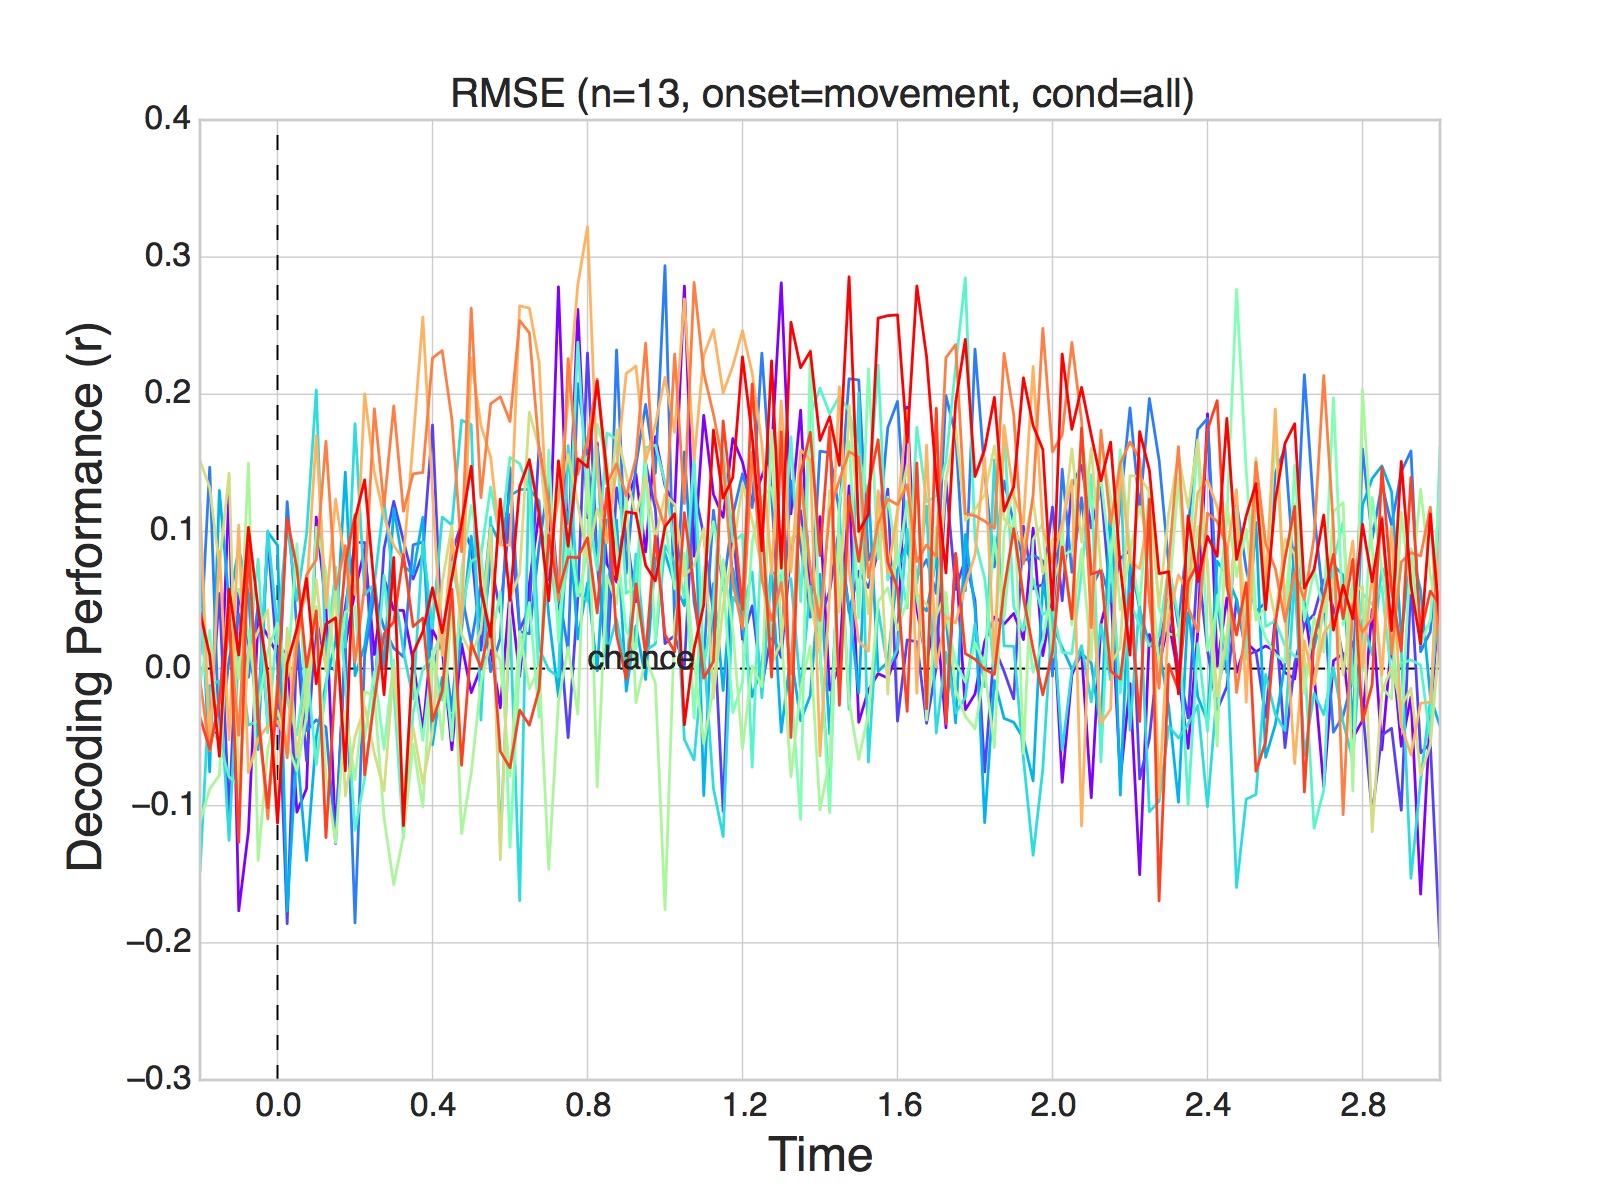 RMSE (n=13, onset=movement, cond=all)
0.4
0.3
0.2
0.1
0.0
−0.1
−0.2
−0.3
Decoding Performance (r)
chance
0.0 0.4 0.8 1.2 1.6 2.0 2.4 2.8
Time